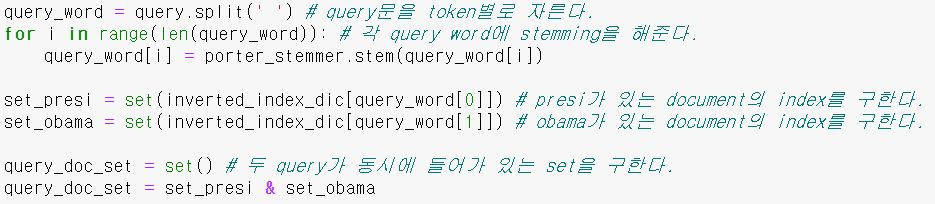 query_word = query.split(' ') # query문을 token별로 자른다.
for i in range(len(query_word)): # 각 query word에 stemming을 해준다.
    query_word[i] = porter_stemmer.stem(query_word[i])

set_presi = set(inverted_index_dic[query_word[0]]) # presi가 있는 document의 index를 구한다.
set_obama = set(inverted_index_dic[query_word[1]]) # obama가 있는 document의 index를 구한다.

query_doc_set = set() # 두 query가 동시에 들어가 있는 set을 구한다.
query_doc_set = set_presi & set_obama